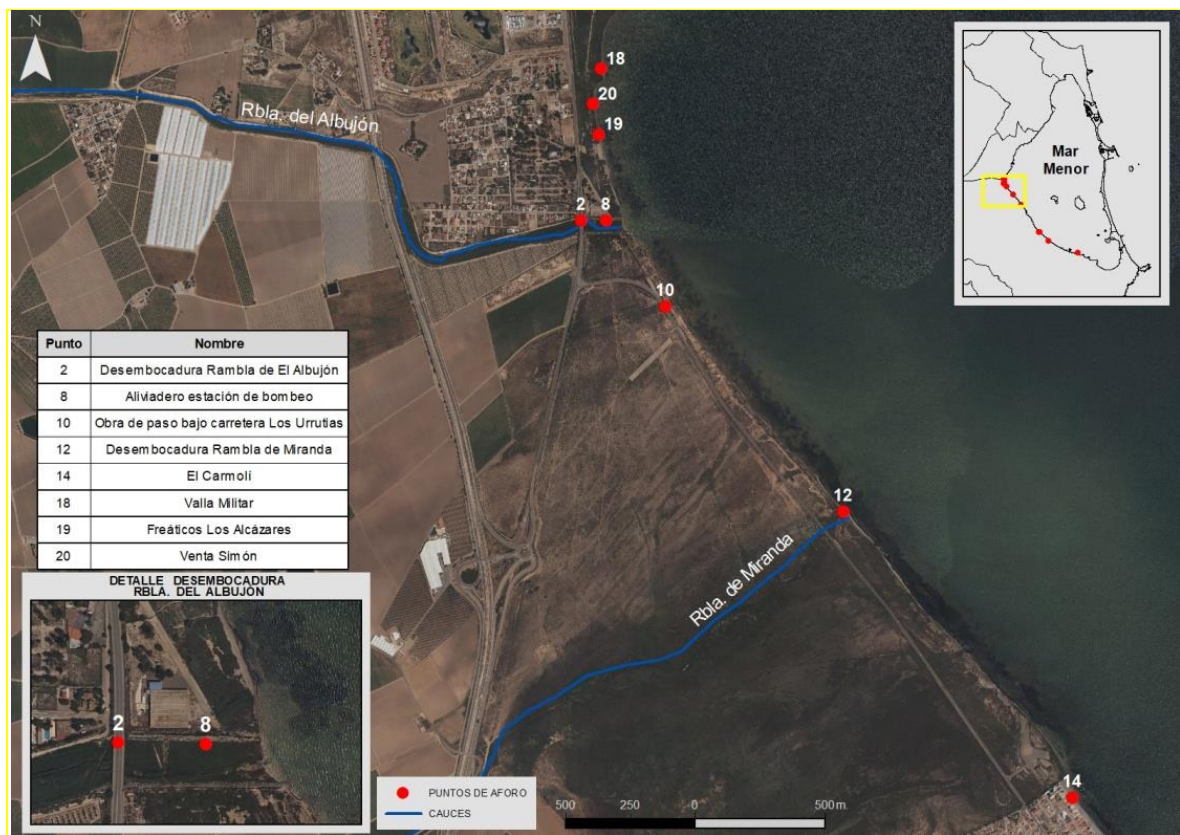 N
18
20
19
Rbla. del Albujón
2
8
10
12
Rbla. de Miranda
14
Mar
Menor
Punto Nombre
2 Desembocadura Rambla de El Albujón
8 Aliviadero estación de bombeo
10 Obra de paso bajo carretera Los Urrutias
12 Desembocadura Rambla de Miranda
14 El Carmolí
18 Valla Militar
19 Freáticos Los Alcázares
20 Venta Simón
DETALLE DESEMBOCADURA
RBLA. DEL ALBUJÓN
2
8
PUNTOS DE AFORO
CAUCES
500 250 0 500 m.